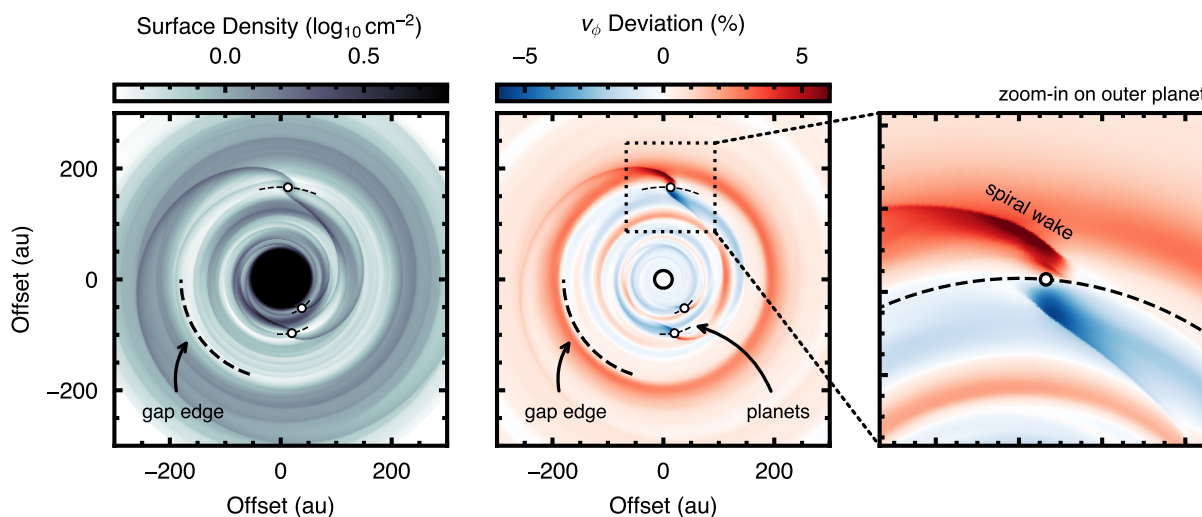 Surface Density (log₁₀ cm⁻²)
0.0 0.5
Offset (au)
200
0
−200
gap edge
−200 0 200
Offset (au)
v_ϕ Deviation (%)
−5 0 5
gap edge
planets
−200 0 200
Offset (au)
zoom-in on outer planet
spiral wake